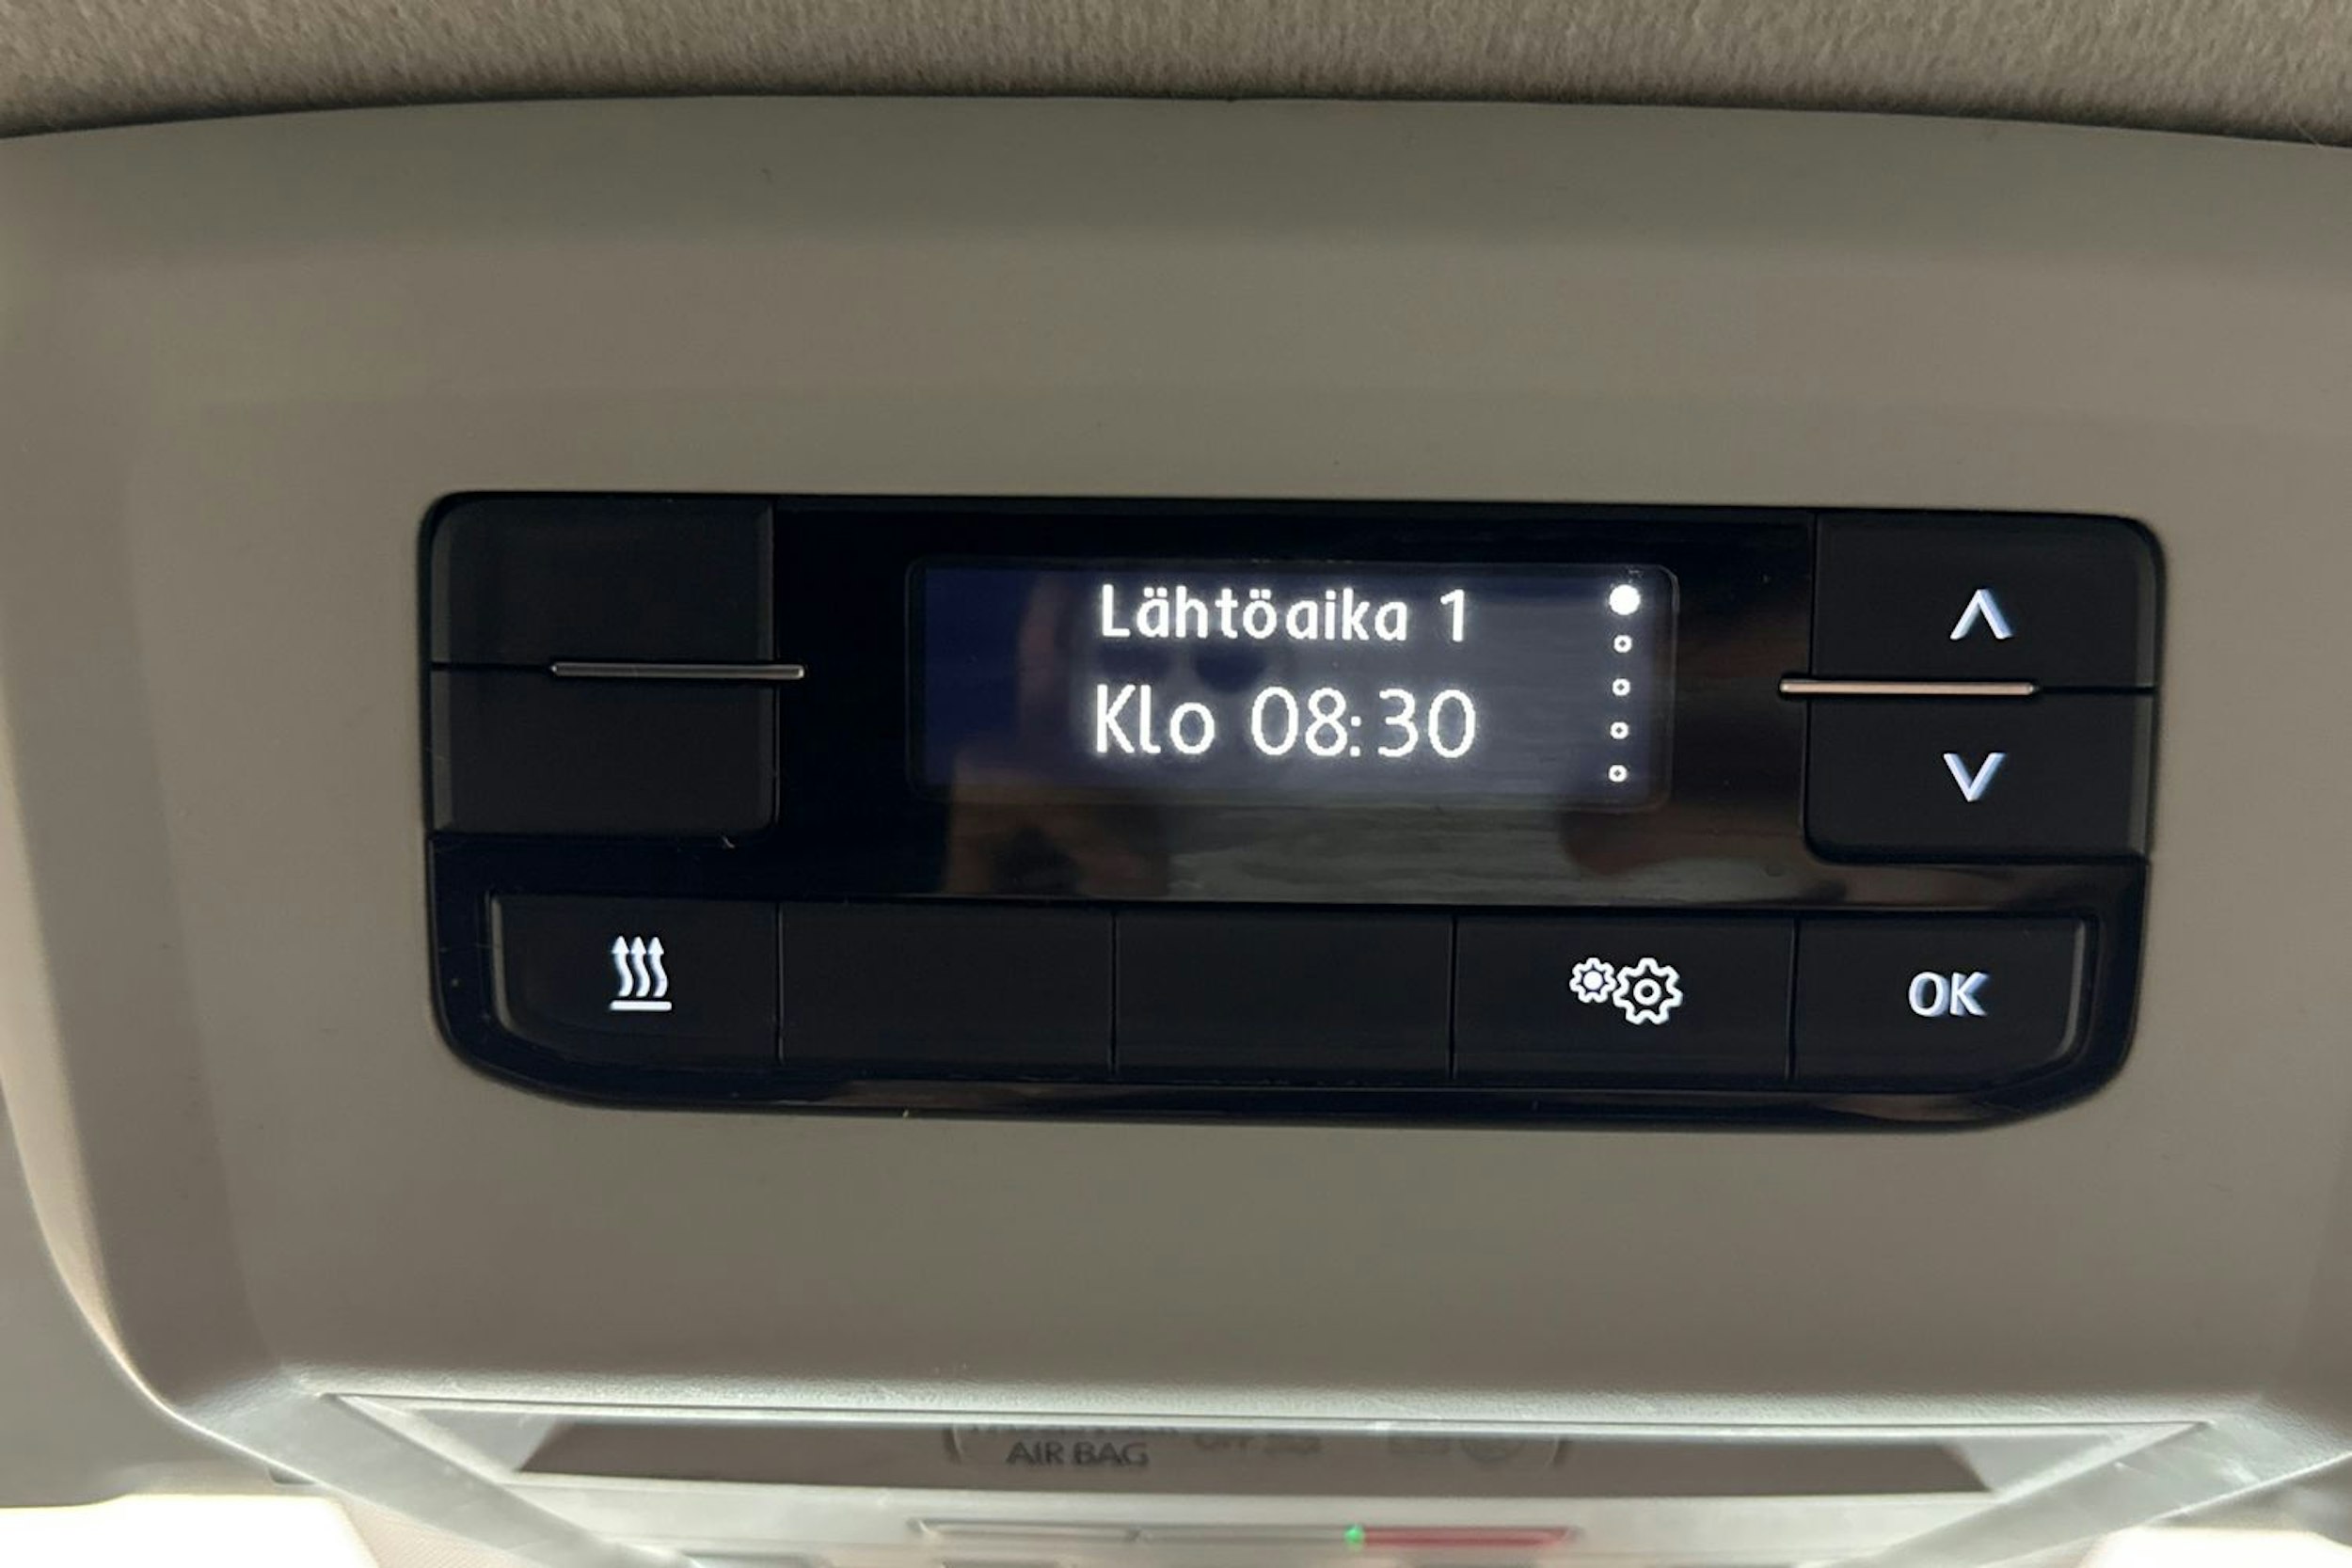 Lähtöaika 1
Klo 08:30
OK
AIR BAG